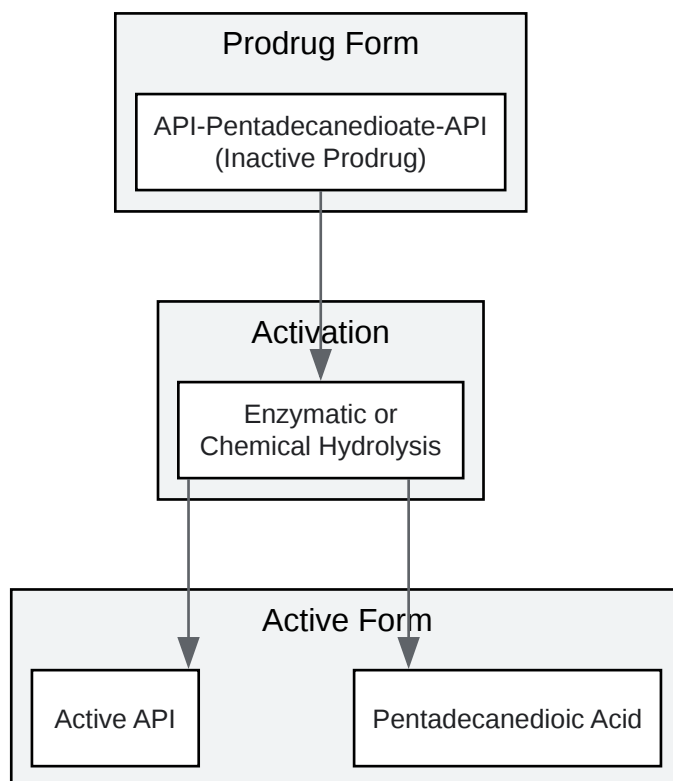 Prodrug Form
API-Pentadecanedioate-API
(Inactive Prodrug)
Activation
Enzymatic or
Chemical Hydrolysis
Active Form
Active API
Pentadecanedioic Acid